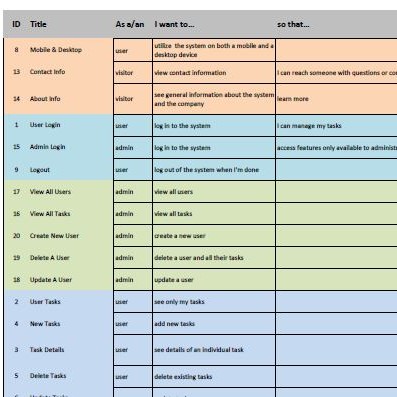 ID Title As a/an I want to... so that...
8 Mobile & Desktop user utilize the system on both a mobile and a
desktop device
13 Contact Info visitor view contact information I can reach someone with questions or co
14 About Info visitor see general information about the system
and the company learn more
1 User Login user log in to the system I can manage my tasks
15 Admin Login admin log in to the system access features only available to administ
9 Logout user log out of the system when I'm done
17 View All Users admin view all users
16 View All Tasks admin view all tasks
20 Create New User admin create a new user
19 Delete A User admin delete a user and all their tasks
18 Update A User admin update a user
2 User Tasks user see only my tasks
4 New Tasks user add new tasks
3 Task Details user see details of an individual task
5 Delete Tasks user delete existing tasks